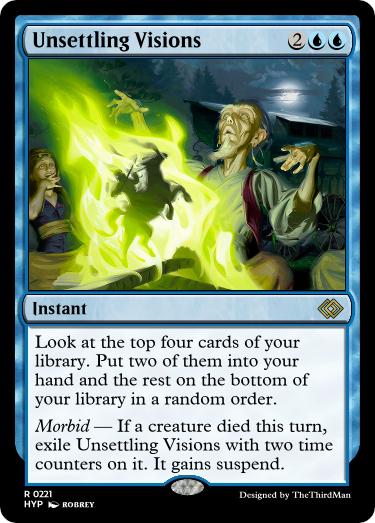 Unsettling Visions 2
Instant
Look at the top four cards of your
library. Put two of them into your
hand and the rest on the bottom of
your library in a random order.
Morbid — If a creature died this turn,
exile Unsettling Visions with two time
counters on it. It gains suspend.
R 0221
HYP ROBREY
Designed by TheThirdMan